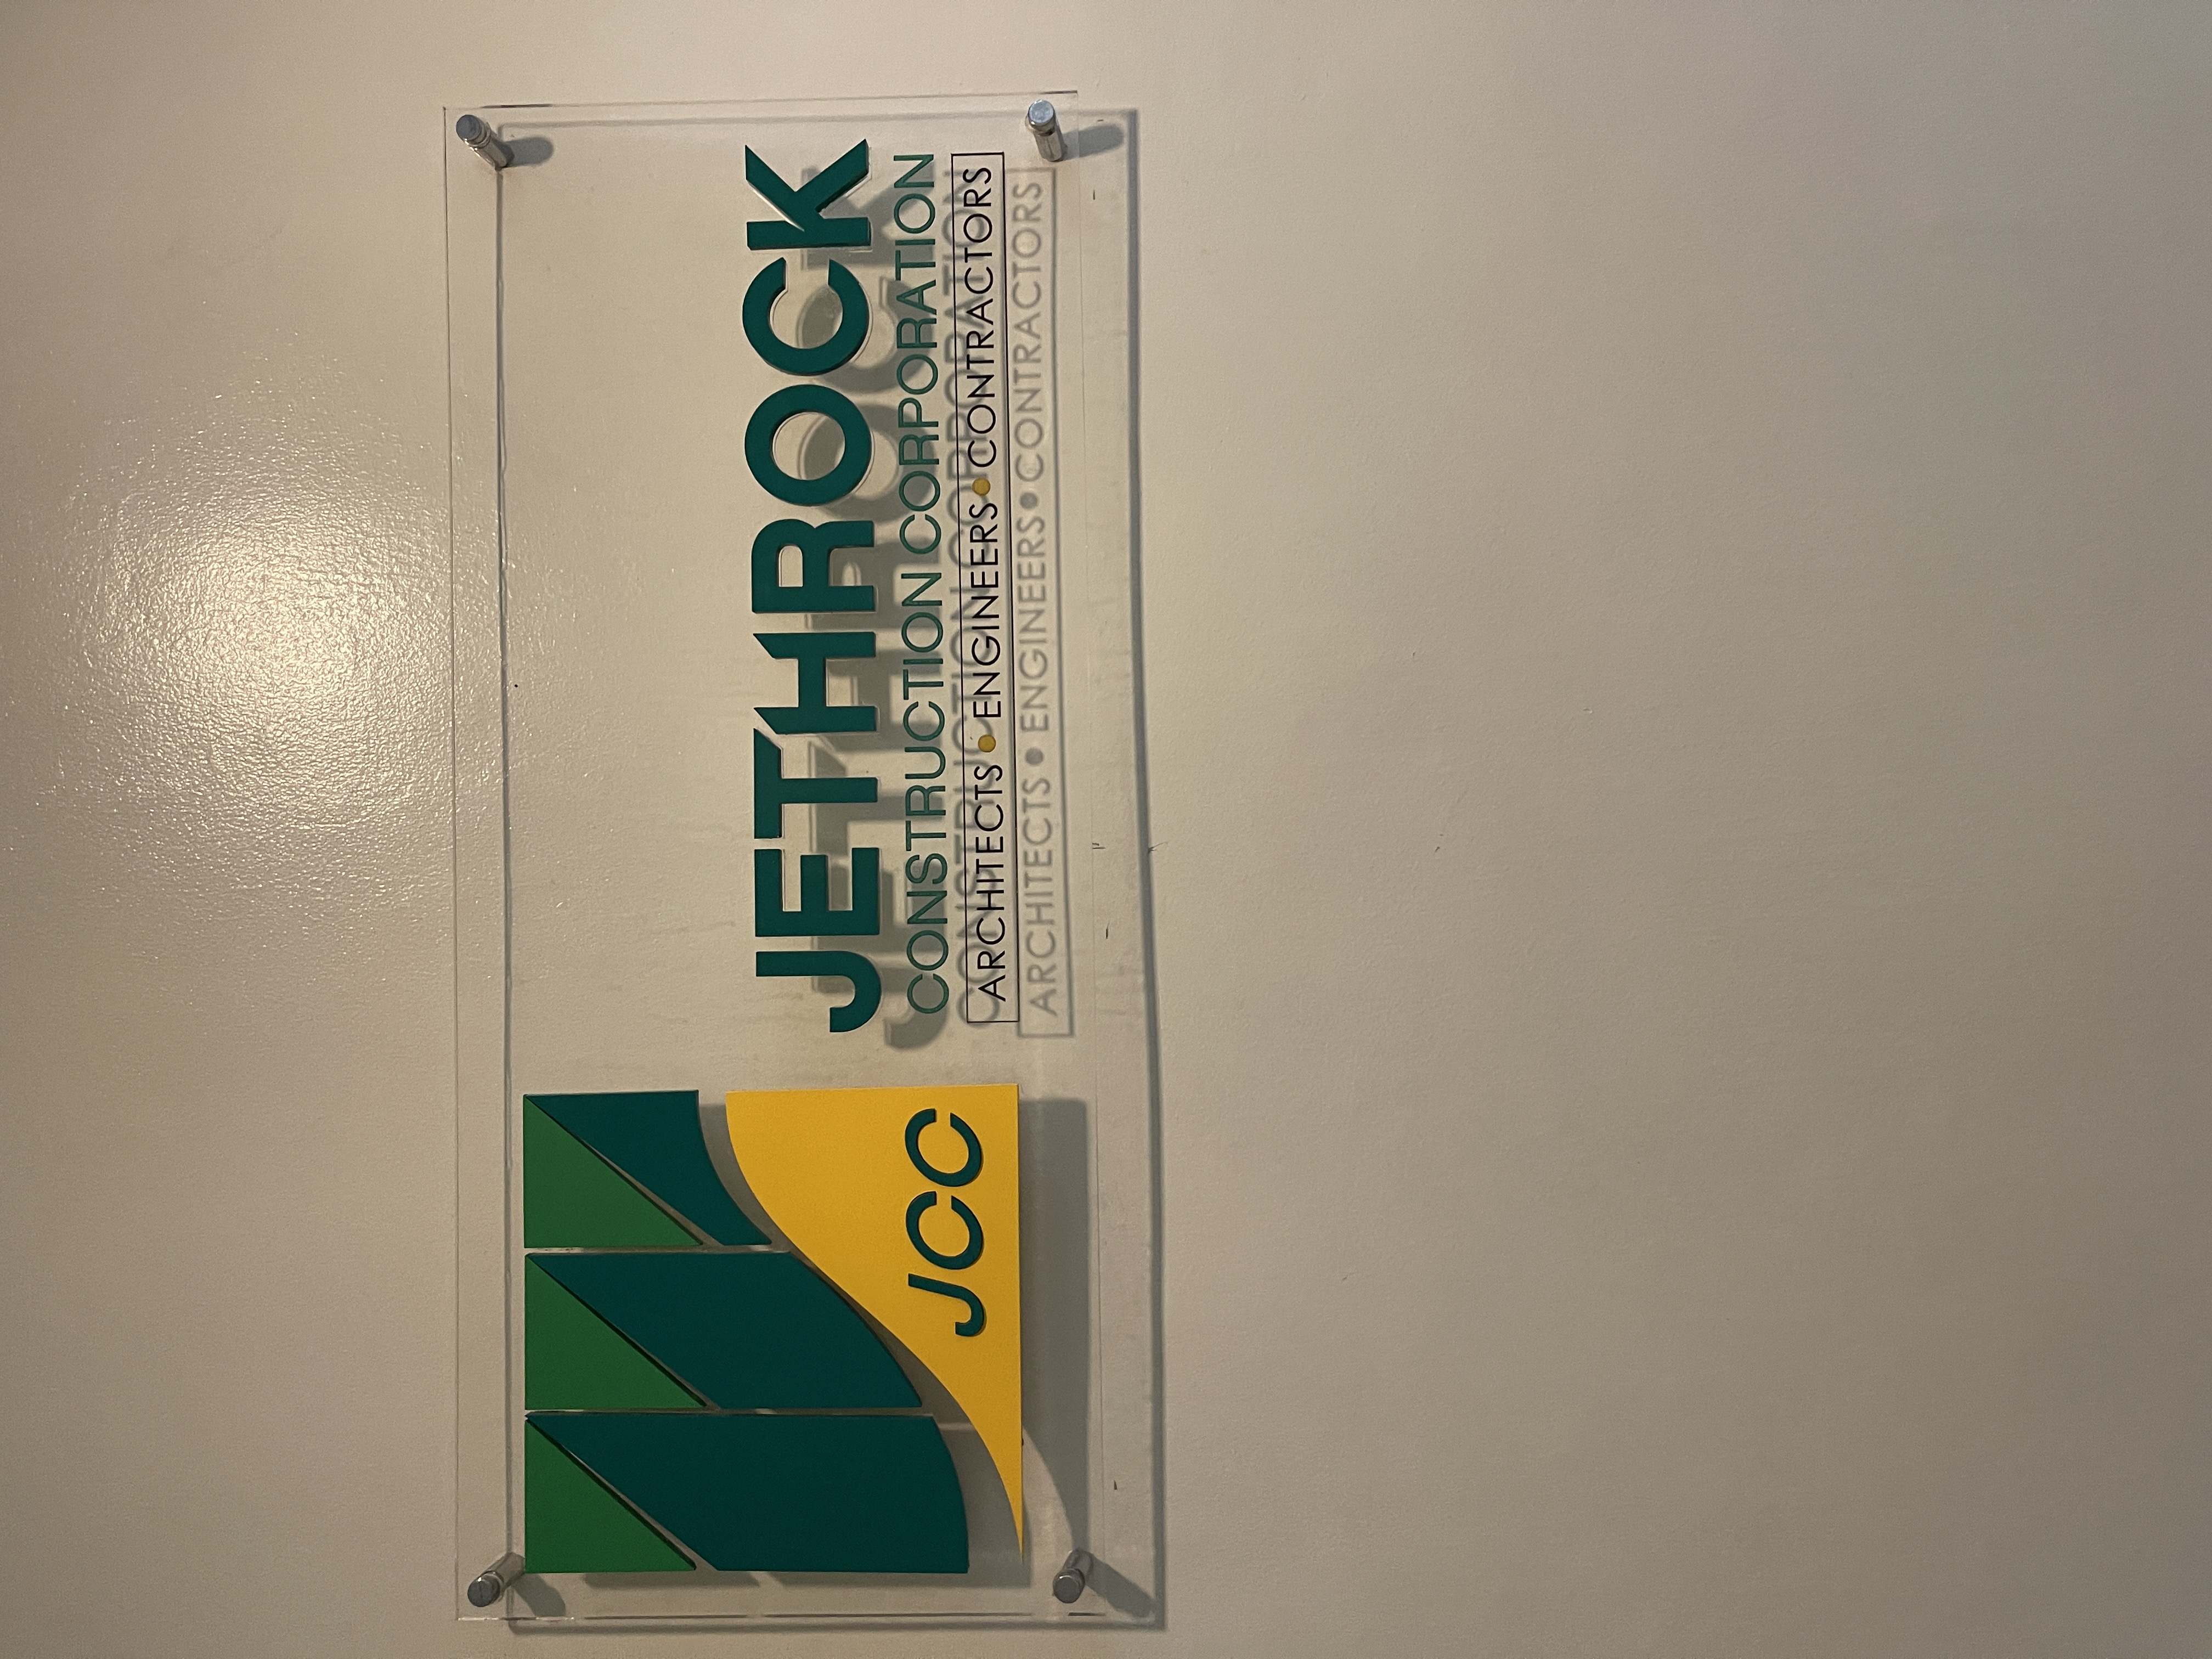 JETHROCK
CONSTRUCTION CORPORATION
ARCHITECTS • ENGINEERS • CONTRACTORS
JCC